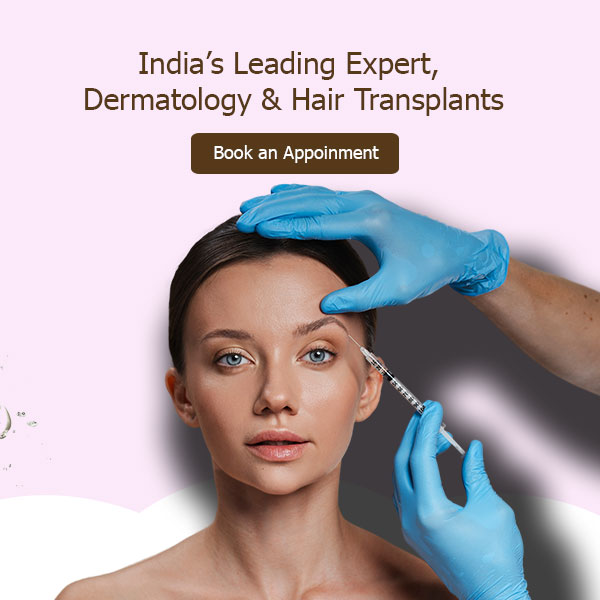 India’s Leading Expert,
Dermatology & Hair Transplants
Book an Appoinment